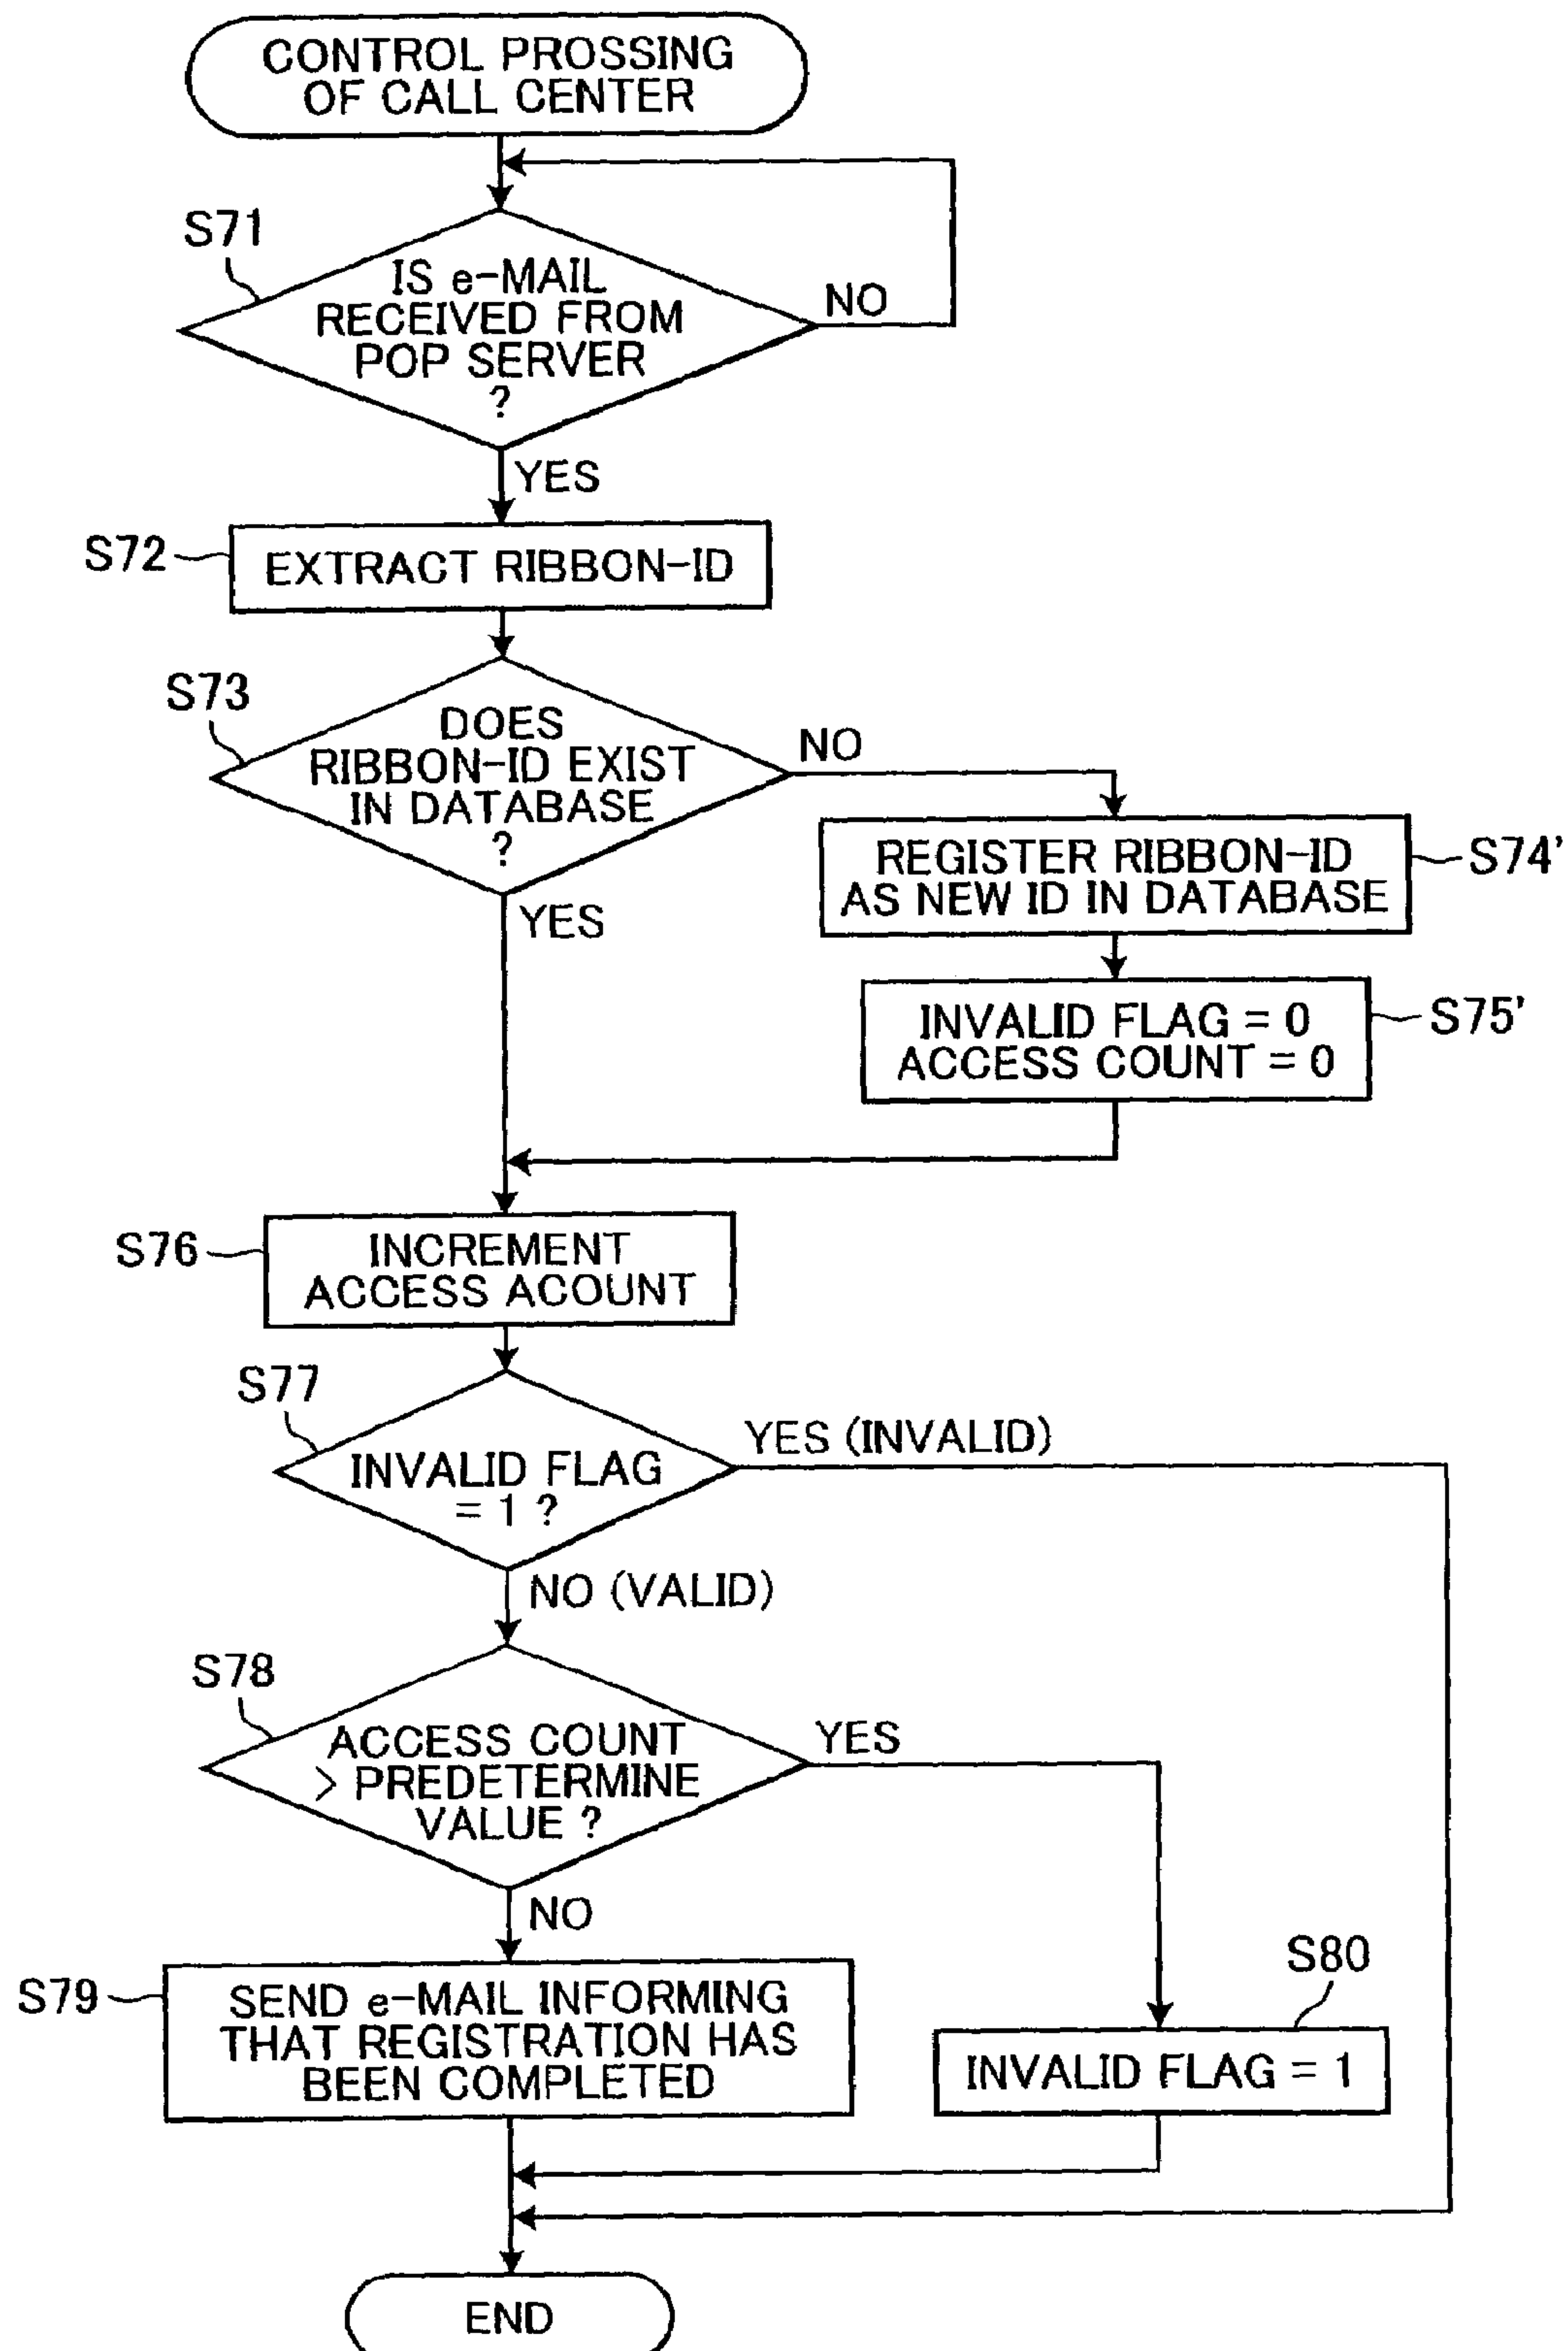 CONTROL PROSSING
OF CALL CENTER
S71
IS e-MAIL
RECEIVED FROM
POP SERVER
?
NO
YES
S72
EXTRACT RIBBON-ID
S73
DOES
RIBBON-ID EXIST
IN DATABASE
?
NO
YES
REGISTER RIBBON-ID
AS NEW ID IN DATABASE
S74'
INVALID FLAG = 0
ACCESS COUNT = 0
S75'
S76
INCREMENT
ACCESS ACOUNT
S77
INVALID FLAG
= 1 ?
YES (INVALID)
NO (VALID)
S78
ACCESS COUNT
> PREDETERMINE
VALUE ?
YES
NO
S79
SEND e-MAIL INFORMING
THAT REGISTRATION HAS
BEEN COMPLETED
S80
INVALID FLAG = 1
END